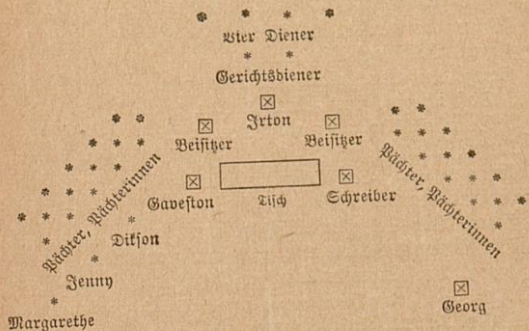 Vier Diener
Gerichtsdiener
Irton
Beisitzer
Beisitzer
Gaveston
Tisch
Schreiber
Pächter, Pächterinnen
Pächter, Pächterinnen
Dikson
Jenny
Margarethe
Georg